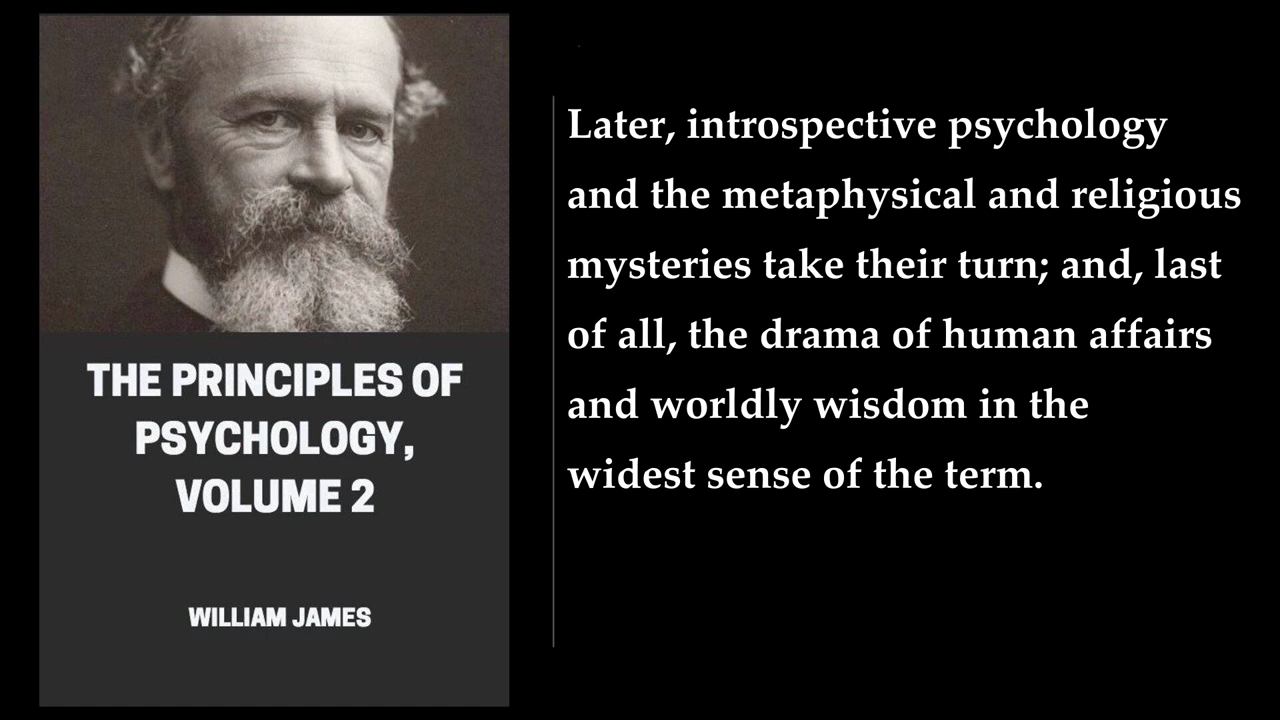 THE PRINCIPLES OF
PSYCHOLOGY,
VOLUME 2
WILLIAM JAMES
Later, introspective psychology
and the metaphysical and religious
mysteries take their turn; and, last
of all, the drama of human affairs
and worldly wisdom in the
widest sense of the term.